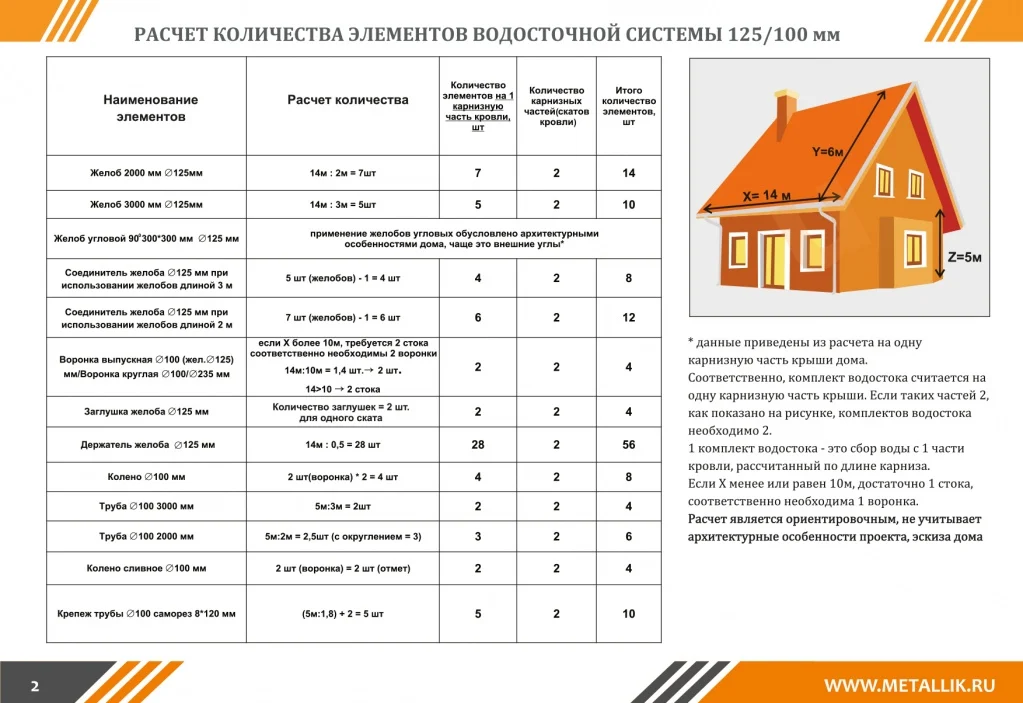 РАСЧЕТ КОЛИЧЕСТВА ЭЛЕМЕНТОВ ВОДОСТОЧНОЙ СИСТЕМЫ 125/100 мм
Наименование
элементов
Расчет количества
Количество
элементов на 1
карнизную
часть кровли,
шт
Количество
карнизных
частей(скатов
кровли)
Итого
количество
элементов,
шт
Желоб 2000 мм ∅125мм
14м : 2м = 7шт
7
2
14
Желоб 3000 мм ∅125мм
14м : 3м = 5шт
5
2
10
Желоб угловой 90°300*300 мм ∅125 мм
применение желобов угловых обусловлено архитектурными
особенностями дома, чаще это внешние углы*
Соединитель желоба ∅125 мм при
использовании желобов длиной 3 м
5 шт (желобов) - 1 = 4 шт
4
2
8
Соединитель желоба ∅125 мм при
использовании желобов длиной 2 м
7 шт (желобов) - 1 = 6 шт
6
2
12
Воронка выпускная ∅100 (жел.∅125)
мм/Воронка круглая ∅100/∅235 мм
если X более 10м, требуется 2 стока
соответственно необходимы 2 воронки
14м:10м = 1,4 шт.→ 2 шт.
14>10 → 2 стока
2
2
4
Заглушка желоба ∅125 мм
Количество заглушек = 2 шт.
для одного ската
2
2
4
Держатель желоба ∅125 мм
14м : 0,5 = 28 шт
28
2
56
Колено ∅100 мм
2 шт(воронка) * 2 = 4 шт
4
2
8
Труба ∅100 3000 мм
5м:3м = 2шт
2
2
4
Труба ∅100 2000 мм
5м:2м = 2,5шт (с округлением = 3)
3
2
6
Колено сливное ∅100 мм
2 шт (воронка) = 2 шт (отмет)
2
2
4
Крепеж трубы ∅100 саморез 8*120 мм
(5м:1,8) + 2 = 5 шт
5
2
10
Y=6м
X= 14 м
Z=5м
* данные приведены из расчета на одну
карнизную часть крыши дома.
Соответственно, комплект водостока считается на
одну карнизную часть крыши. Если таких частей 2,
как показано на рисунке, комплектов водостока
необходимо 2.
1 комплект водостока - это сбор воды с 1 части
кровли, рассчитанный по длине карниза.
Если X менее или равен 10м, достаточно 1 стока,
соответственно необходима 1 воронка.
Расчет является ориентировочным, не учитывает
архитектурные особенности проекта, эскиза дома
2
WWW.METALLIK.RU